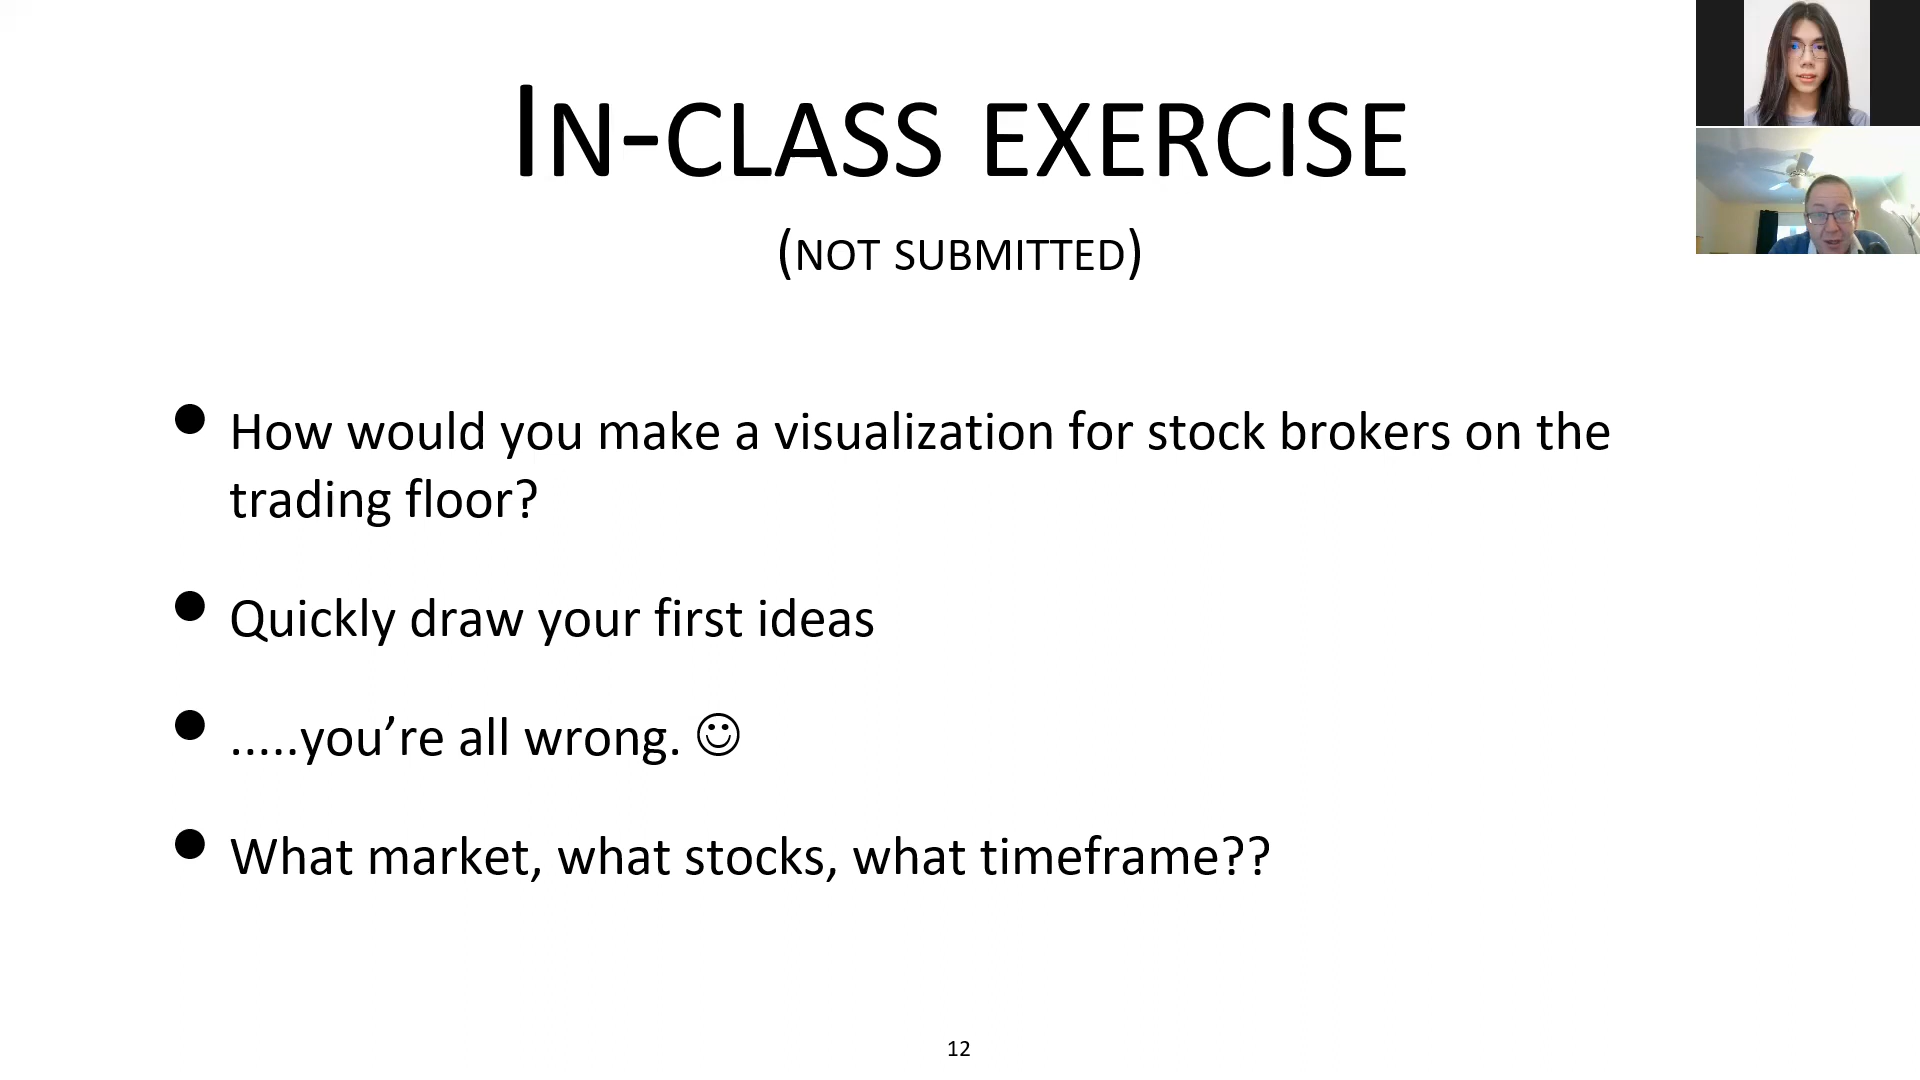 IN-CLASS EXERCISE
(NOT SUBMITTED)
• How would you make a visualization for stock brokers on the
trading floor?
• Quickly draw your first ideas
• .....you’re all wrong. ☺
• What market, what stocks, what timeframe??
12